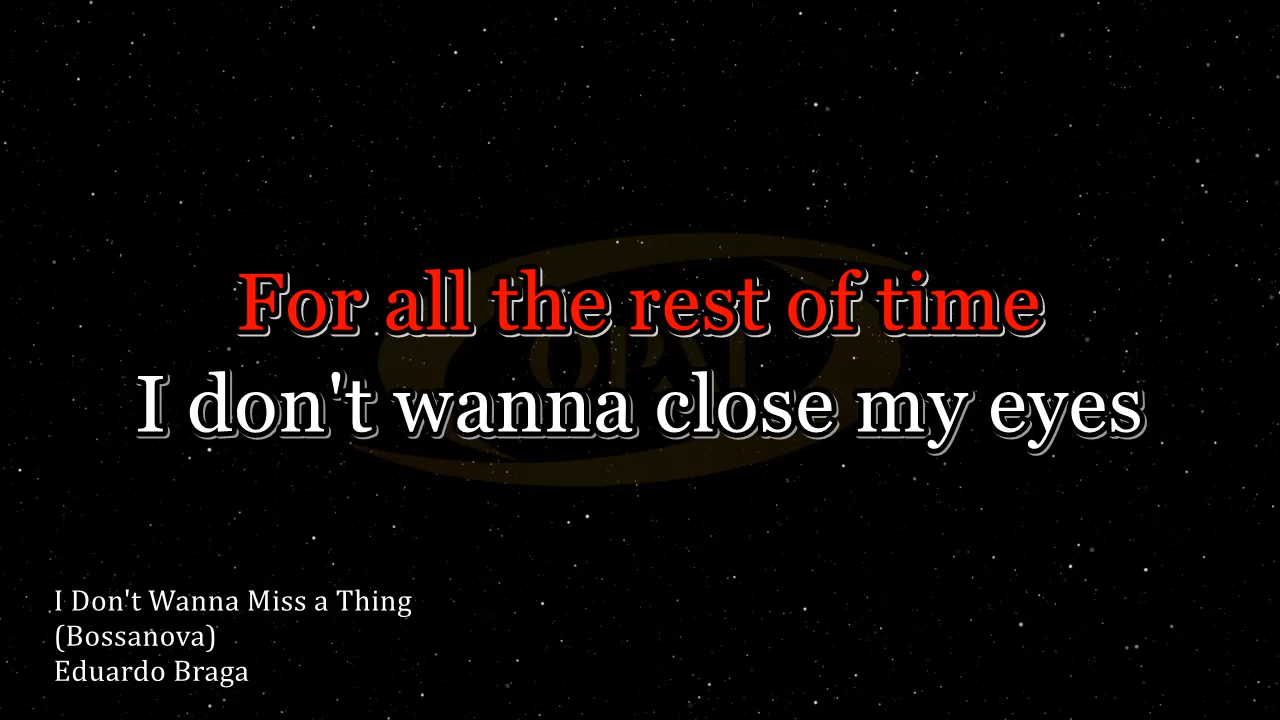 For all the rest of time
I don't wanna close my eyes
I Don't Wanna Miss a Thing
(Bossanova)
Eduardo Braga